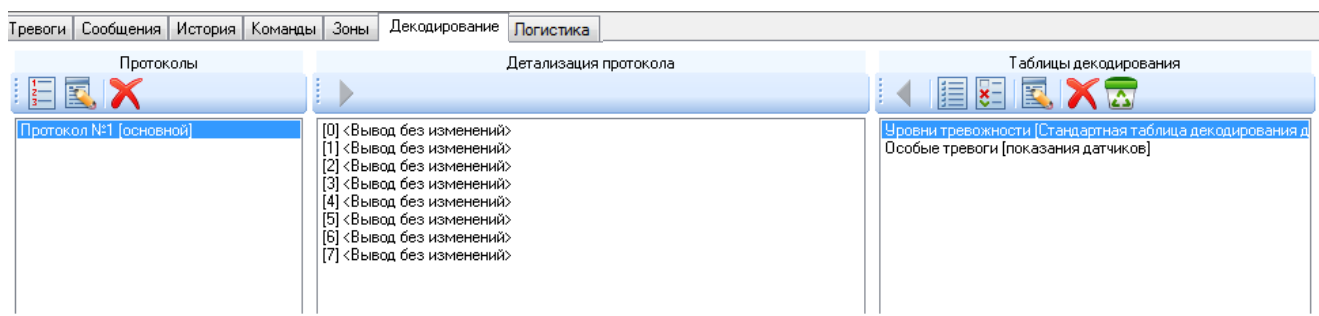 Тревоги Сообщения История Команды Зоны Декодирование Логистика
Протоколы
Протокол №1 [основной]
Детализация протокола
[0] <Вывод без изменений>
[1] <Вывод без изменений>
[2] <Вывод без изменений>
[3] <Вывод без изменений>
[4] <Вывод без изменений>
[5] <Вывод без изменений>
[6] <Вывод без изменений>
[7] <Вывод без изменений>
Таблицы декодирования
Уровни тревожности [Стандартная таблица декодирования д
Особые тревоги [показания датчиков]